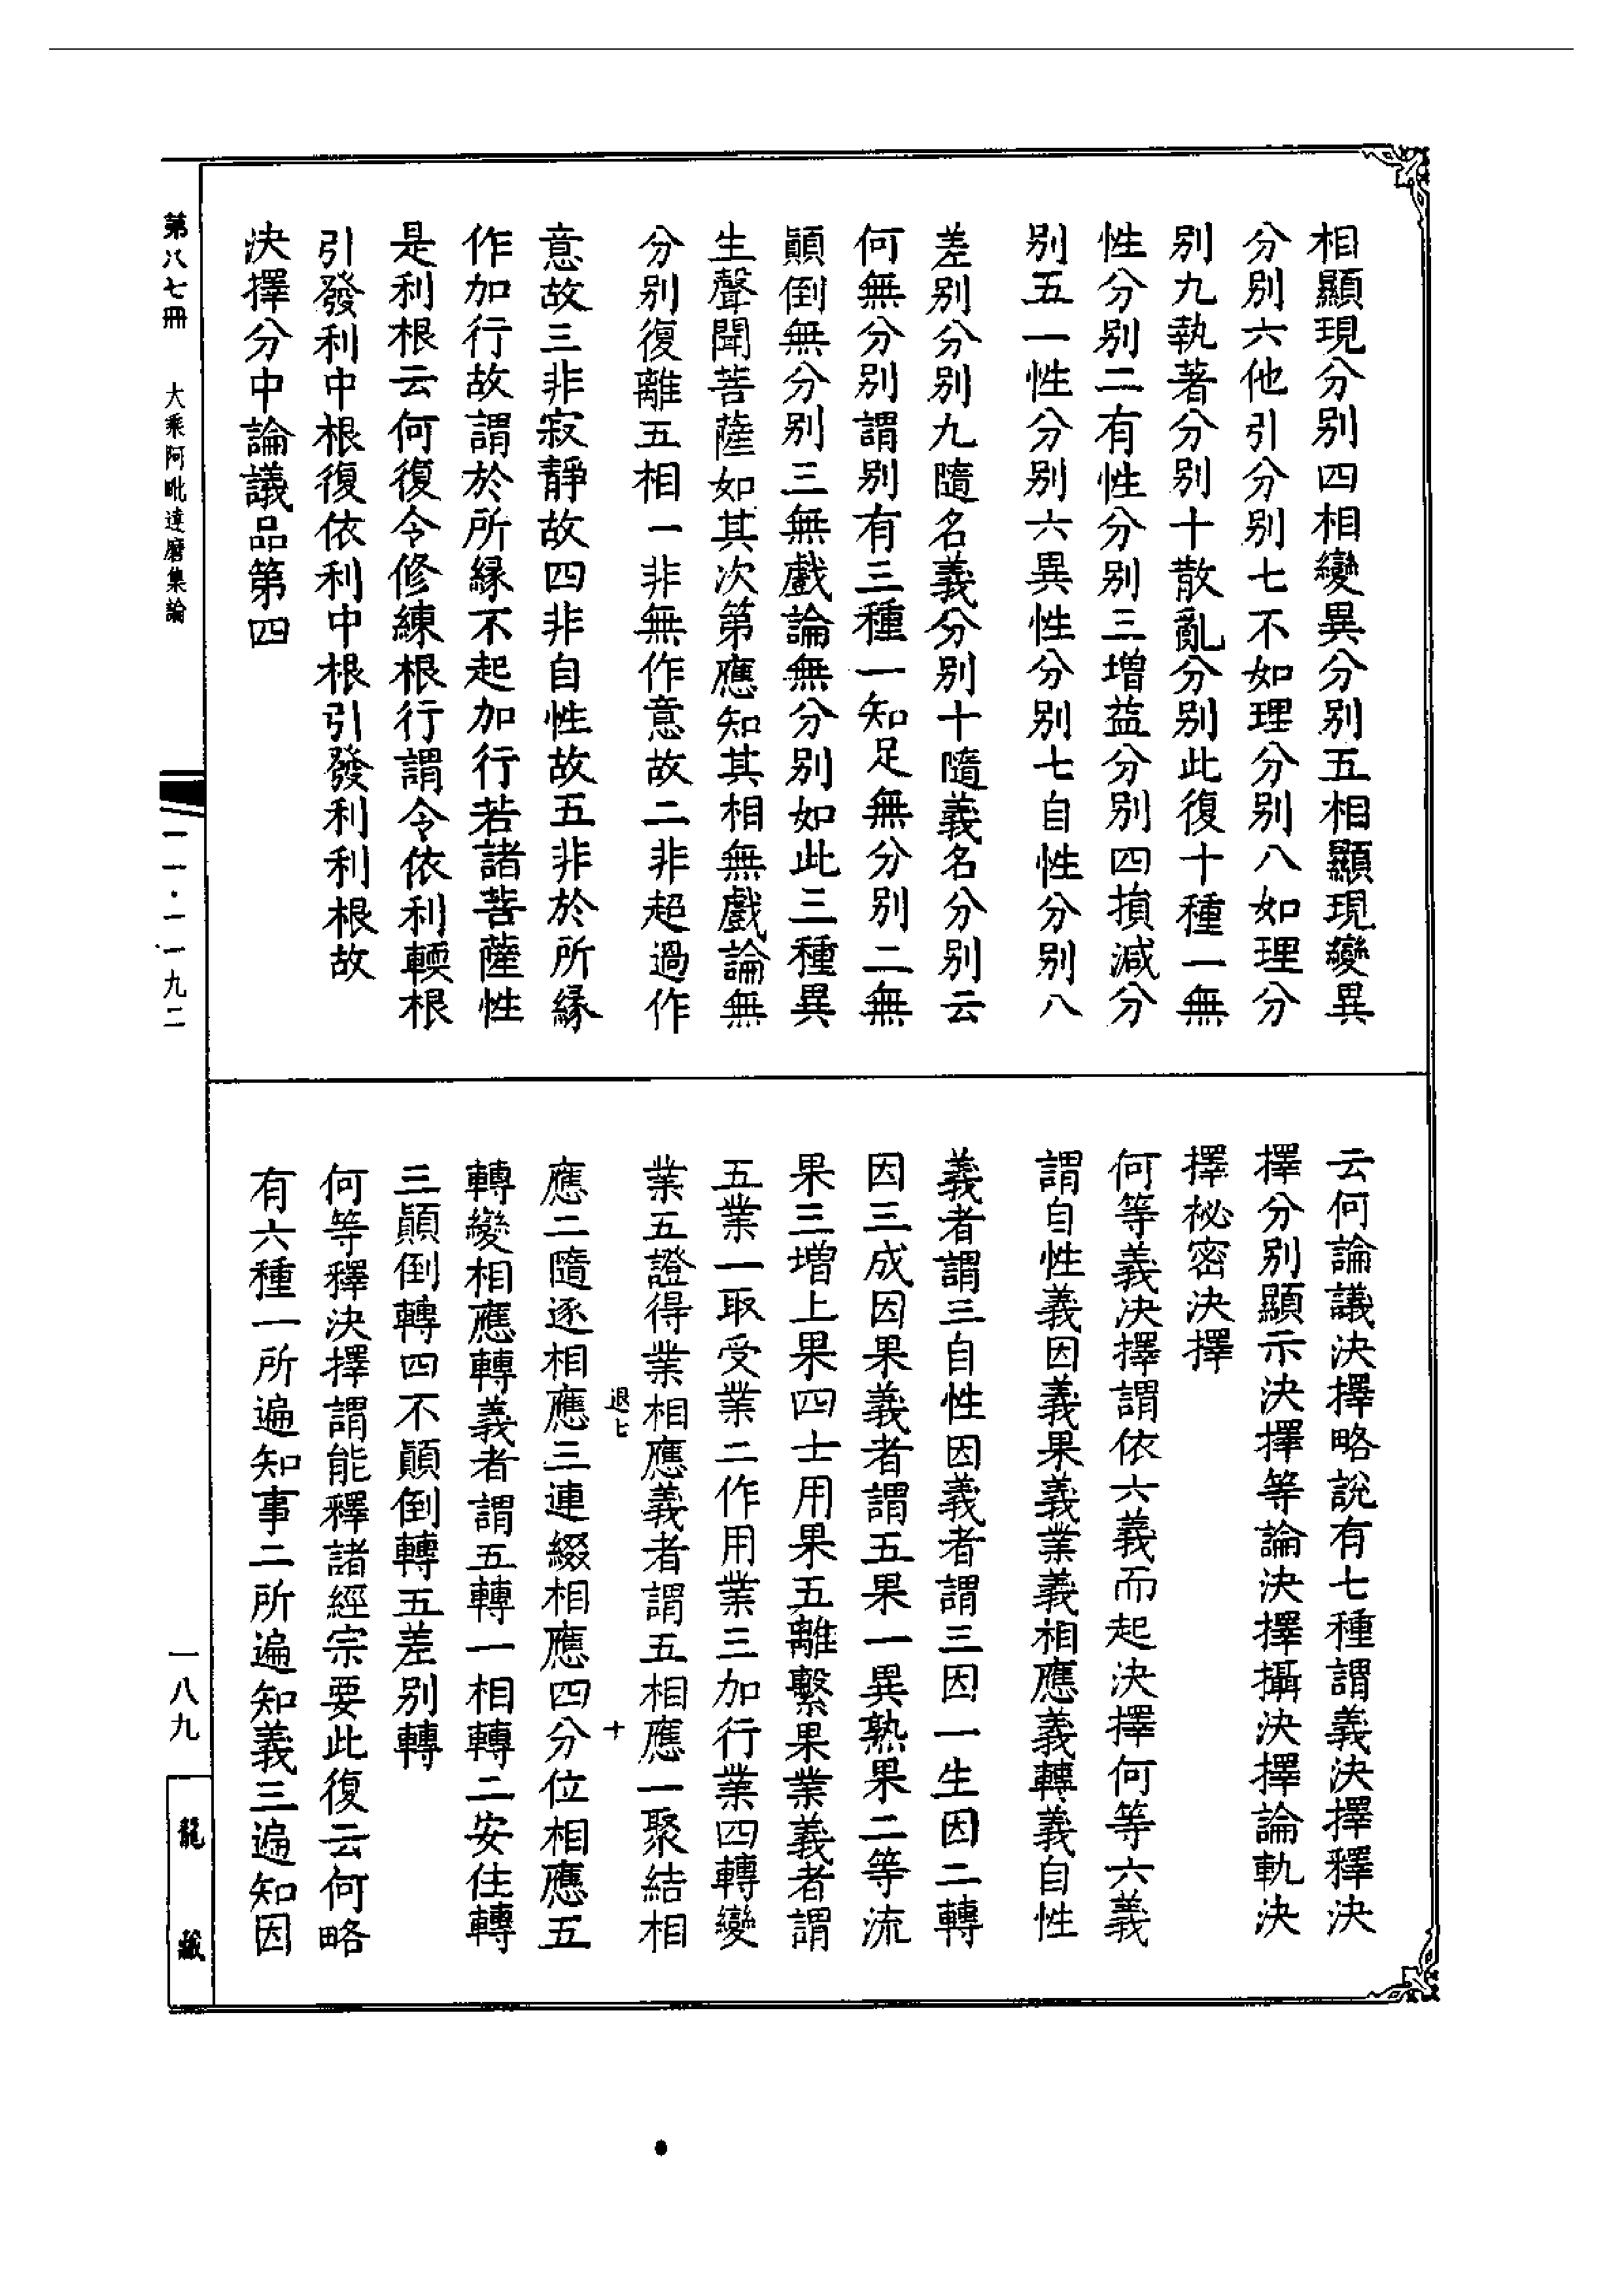 相顯現分別四相變異分別五相顯現變異
分別六他引分別七不如理分別八如理分
別九執著分別十散亂分別此復十種一無
性分別二有性分別三增益分別四損減分
別五一性分別六異性分別七自性分別八
差別分別九隨名義分別十隨義名分別云
何無分別謂別有三種一知足無分別二無
顚倒無分別三無戲論無分別如此三種異
生聲聞菩薩如其次第應知其相無戲論無
分別復離五相一非無作意故二非超過作
意故三非寂靜故四非自性故五非於所緣
作加行故謂於所緣不起加行若諸菩薩性
是利根云何復令修練根行謂令依利輭根
引發利中根復依利中根引發利利根故
決擇分中論議品第四
云何論議決擇略說有七種謂義決擇釋決
擇分別顯示決擇等論決擇攝決擇論軌決
擇祕密決擇
何等義決擇謂依六義而起決擇何等六義
謂自性義因義果義業義相應義轉義自性
義者謂三自性因義者謂三因一生因二轉
因三成因果義者謂五果一異熟果二等流
果三增上果四士用果五離繫果業義者謂
五業一取受業二作用業三加行業四轉變
業五證得業相應義者謂五相應一聚結相
退七 十
應二隨逐相應三連綴相應四分位相應五
轉變相應轉義者謂五轉一相轉二安住轉
三顚倒轉四不顚倒轉五差別轉
何等釋決擇謂能釋諸經宗要此復云何略
有六種一所遍知事二所遍知義三遍知因
第八七冊 大乘阿毗達磨集論 一一·一一九二 一八九 龍藏